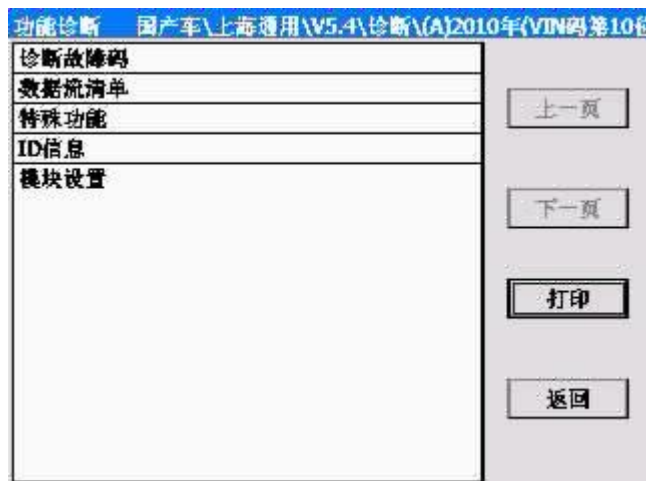 功能诊断 国产车\上海通用\V5.4\诊断\(A)2010年(VIN码第10位
诊断故障码
数据流清单
特殊功能
ID信息
模块设置
上一页
下一页
打印
返回